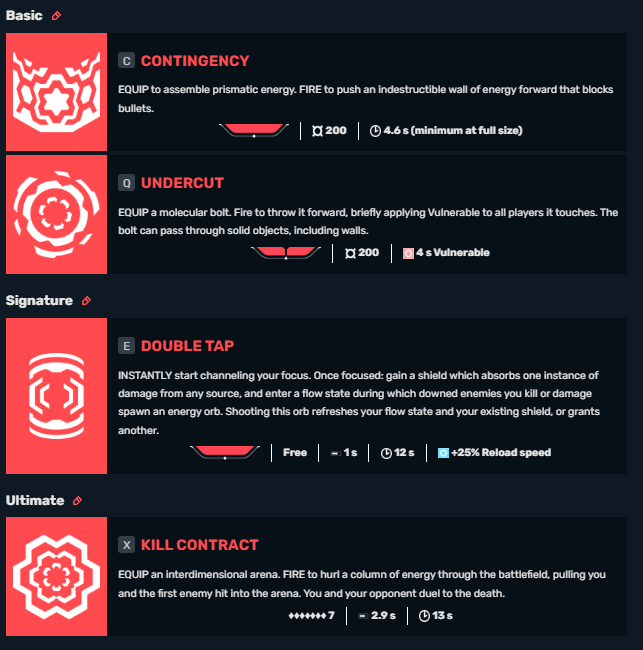 Basic
C CONTINGENCY
EQUIP to assemble prismatic energy. FIRE to push an indestructible wall of energy forward that blocks
bullets.
200 4.6 s (minimum at full size)
Q UNDERCUT
EQUIP a molecular bolt. Fire to throw it forward, briefly applying Vulnerable to all players it touches. The
bolt can pass through solid objects, including walls.
200 4 s Vulnerable
Signature
E DOUBLE TAP
INSTANTLY start channeling your focus. Once focused: gain a shield which absorbs one instance of
damage from any source, and enter a flow state during which downed enemies you kill or damage
spawn an energy orb. Shooting this orb refreshes your flow state and your existing shield, or grants
another.
Free 1 s 12 s +25% Reload speed
Ultimate
X KILL CONTRACT
EQUIP an interdimensional arena. FIRE to hurl a column of energy through the battlefield, pulling you
and the first enemy hit into the arena. You and your opponent duel to the death.
7 2.9 s 13 s